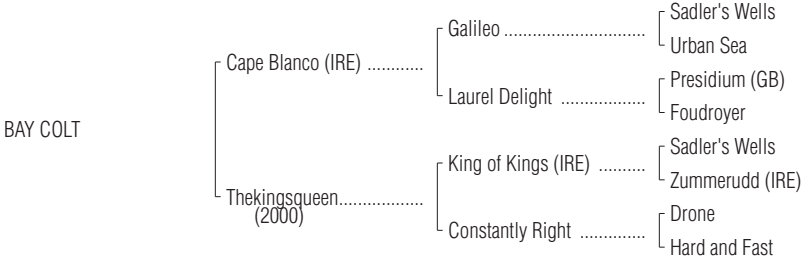 Sadler's Wells
Galileo ..............................
Urban Sea
Cape Blanco (IRE) ............
Presidium (GB)
Laurel Delight ..................
Foudroyer
BAY COLT
Sadler's Wells
King of Kings (IRE) ..........
Zummerudd (IRE)
Thekingsqueen..................
(2000)
Drone
Constantly Right ..............
Hard and Fast